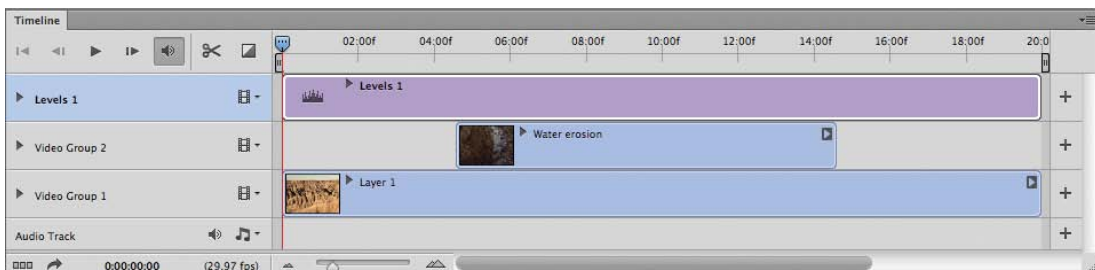 Timeline
02:00f 04:00f 06:00f 08:00f 10:00f 12:00f 14:00f 16:00f 18:00f 20:0
Levels 1 Levels 1
Video Group 2 Water erosion
Video Group 1 Layer 1
Audio Track
0:00:00:00 (29.97 fps)